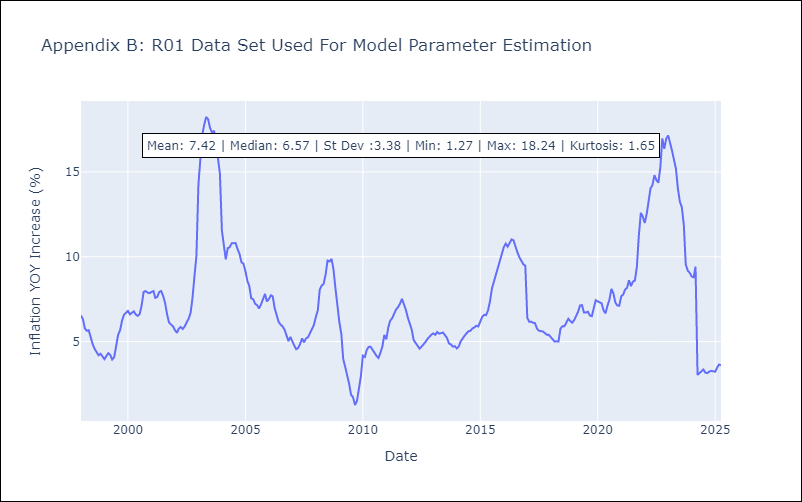 Appendix B: R01 Data Set Used For Model Parameter Estimation
Mean: 7.42 | Median: 6.57 | St Dev :3.38 | Min: 1.27 | Max: 18.24 | Kurtosis: 1.65
Inflation YOY Increase (%)
15
10
5
2000
2005
2010
2015
2020
2025
Date